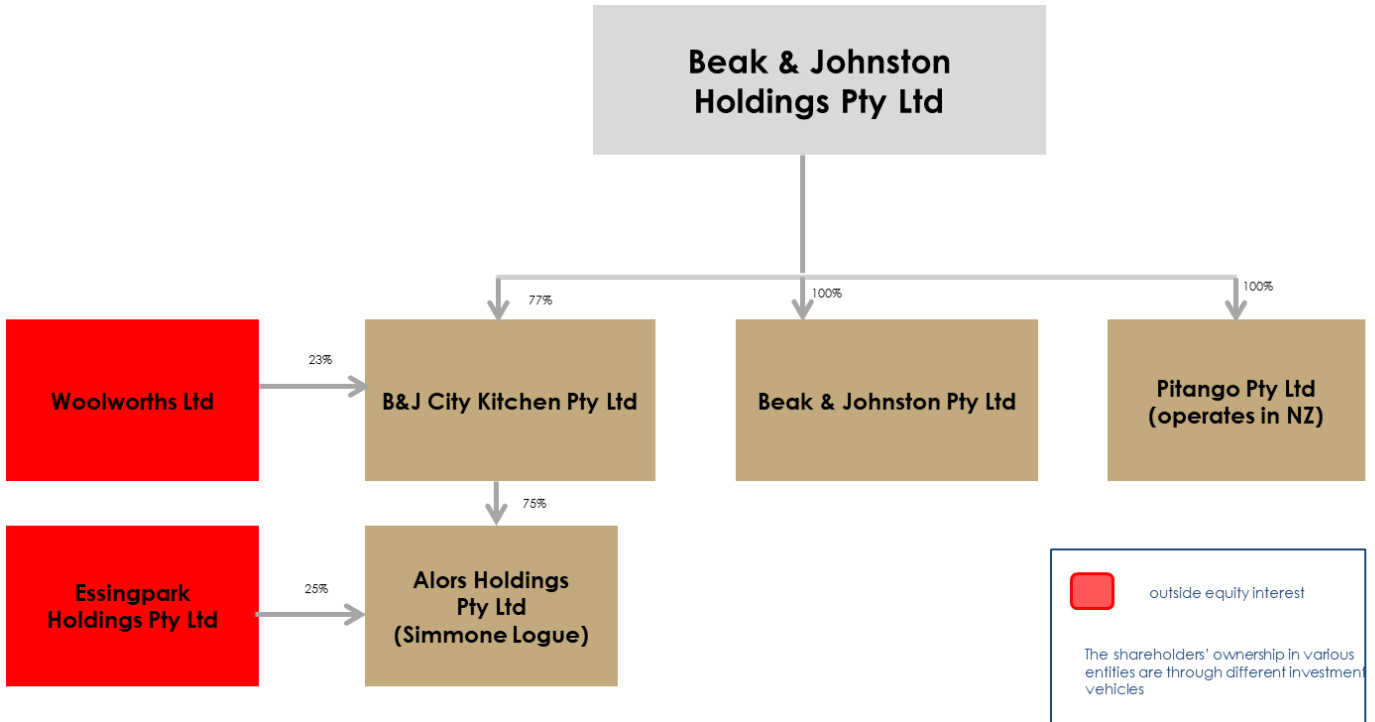 Beak & Johnston
Holdings Pty Ltd
77%
100%
100%
Woolworths Ltd
23%
B&J City Kitchen Pty Ltd
Beak & Johnston Pty Ltd
Pitango Pty Ltd
(operates in NZ)
75%
Essingpark
Holdings Pty Ltd
25%
Alors Holdings
Pty Ltd
(Simmone Logue)
outside equity interest
The shareholders' ownership in various
entities are through different investment
vehicles